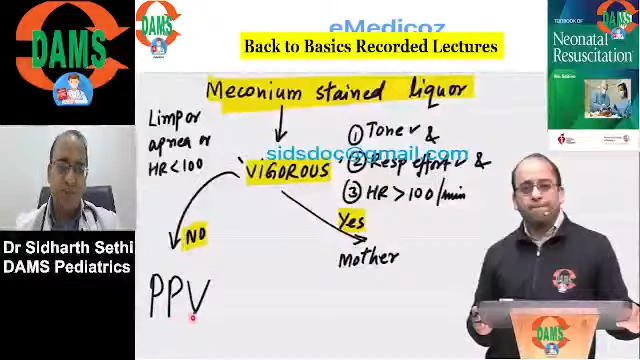 eMedicoz
DAMS
DAMS
Back to Basics Recorded Lectures
TEXTBOOK OF
Neonatal
Resuscitation
Meconium stained liquor
Limp or
apnea or
HR < 100
① Tone ✓ &
sidsdoc@gmail.com
VIGOROUS
② Resp effort ✓ &
③ HR > 100/min
Yes
NO
Mother
PPV
Dr Sidharth Sethi
DAMS Pediatrics
DAMS
DAMS